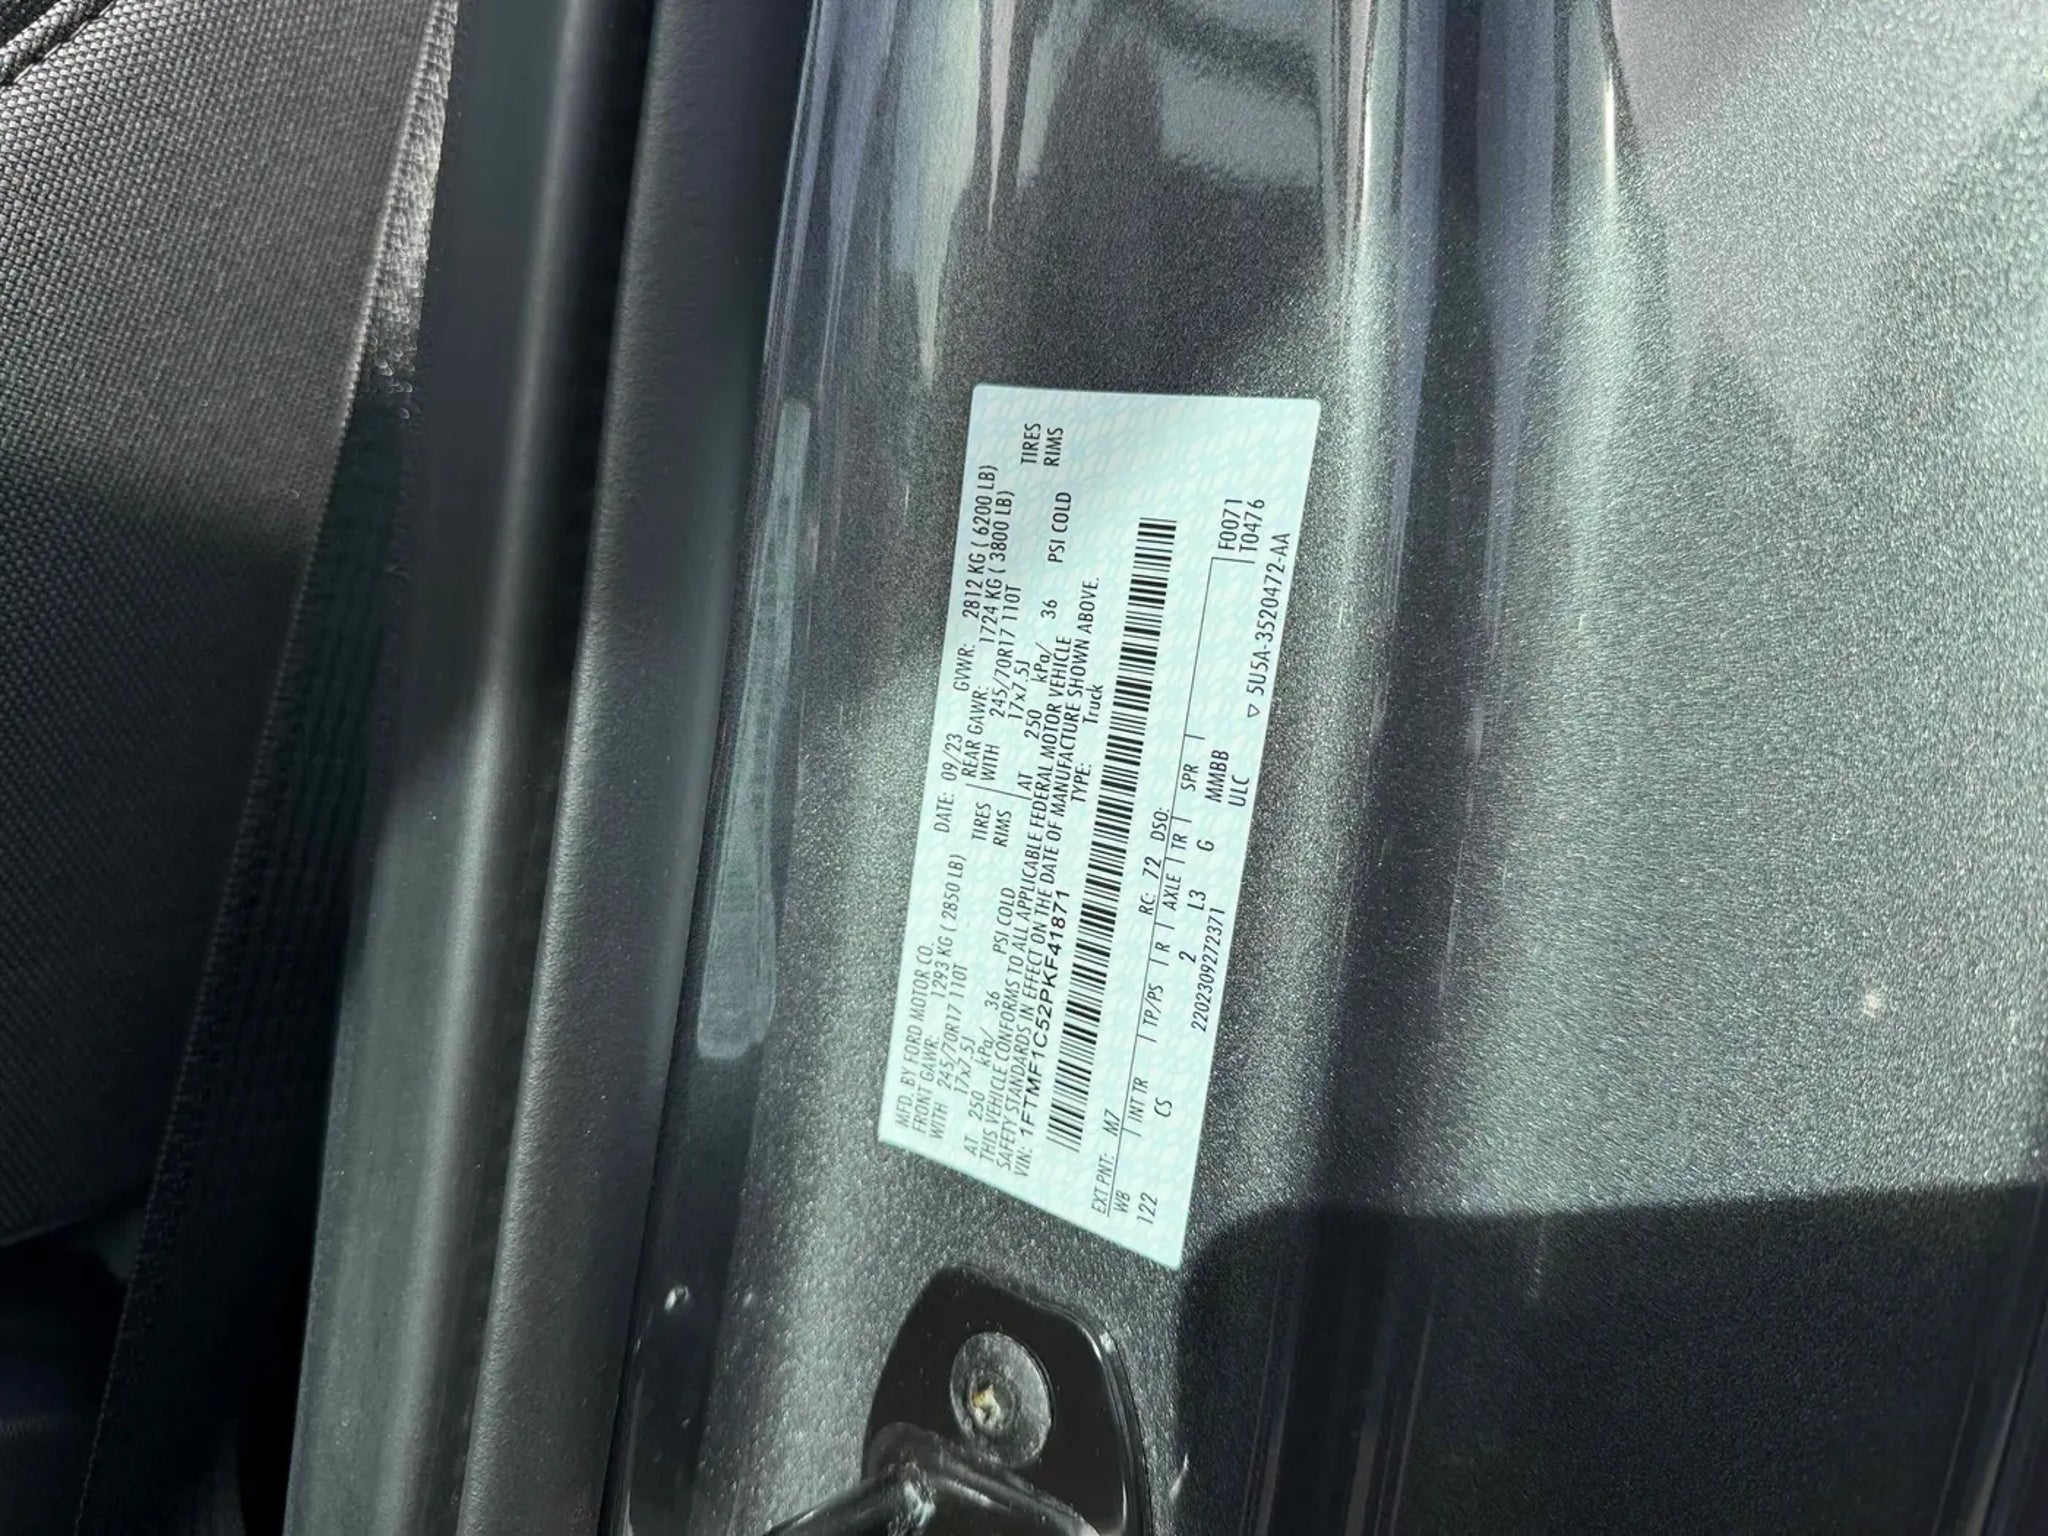 MFD. BY FORD MOTOR CO. DATE: 09/23 GVWR: 2812 KG ( 6200 LB)
FRONT GAWR: 1293 KG ( 2850 LB) REAR GAWR: 1724 KG ( 3800 LB)
WITH 245/70R17 110T TIRES WITH 245/70R17 110T TIRES
17x7.5J RIMS 17x7.5J RIMS
AT 250 kPa/ 36 PSI COLD AT 250 kPa/ 36 PSI COLD
THIS VEHICLE CONFORMS TO ALL APPLICABLE FEDERAL MOTOR VEHICLE
SAFETY STANDARDS IN EFFECT ON THE DATE OF MANUFACTURE SHOWN ABOVE.
VIN: 1FTMF1C52PKF41871 TYPE: Truck
EXT PNT: M7 RC: 72 DSO:
WB INT TR TP/PS R AXLE TR SPR F0071
122 CS 2 L3 G MMBB T0476
2202309272371 ULC ▽ 5U5A-3520472-AA